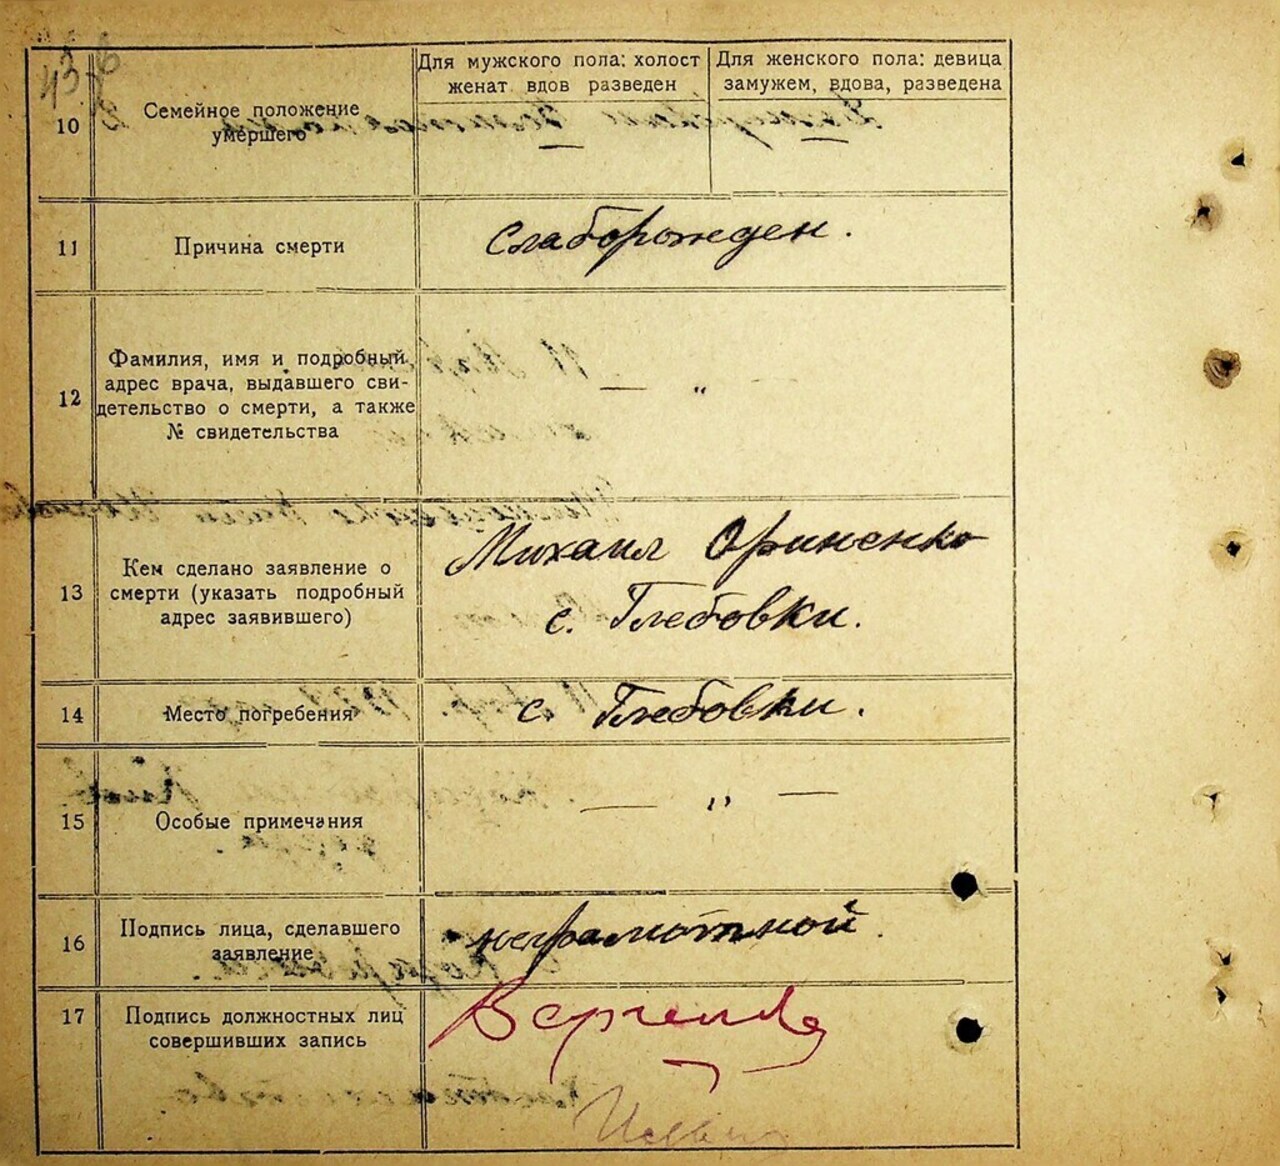 43
Для мужского пола: холост
женат вдов разведен
Для женского пола: девица
замужем, вдова, разведена
10
Семейное положение
умершего
— —
11
Причина смерти
Слаборожден.
12
Фамилия, имя и подробный
адрес врача, выдавшего сви-
детельство о смерти, а также
№ свидетельства
— „
13
Кем сделано заявление о
смерти (указать подробный
адрес заявившего)
Михаил Ориненко
с. Глебовки.
14
Место погребения
с. Глебовки.
15
Особые примечания
— „ —
16
Подпись лица, сделавшего
заявление
неграмотной.
17
Подпись должностных лиц
совершивших запись